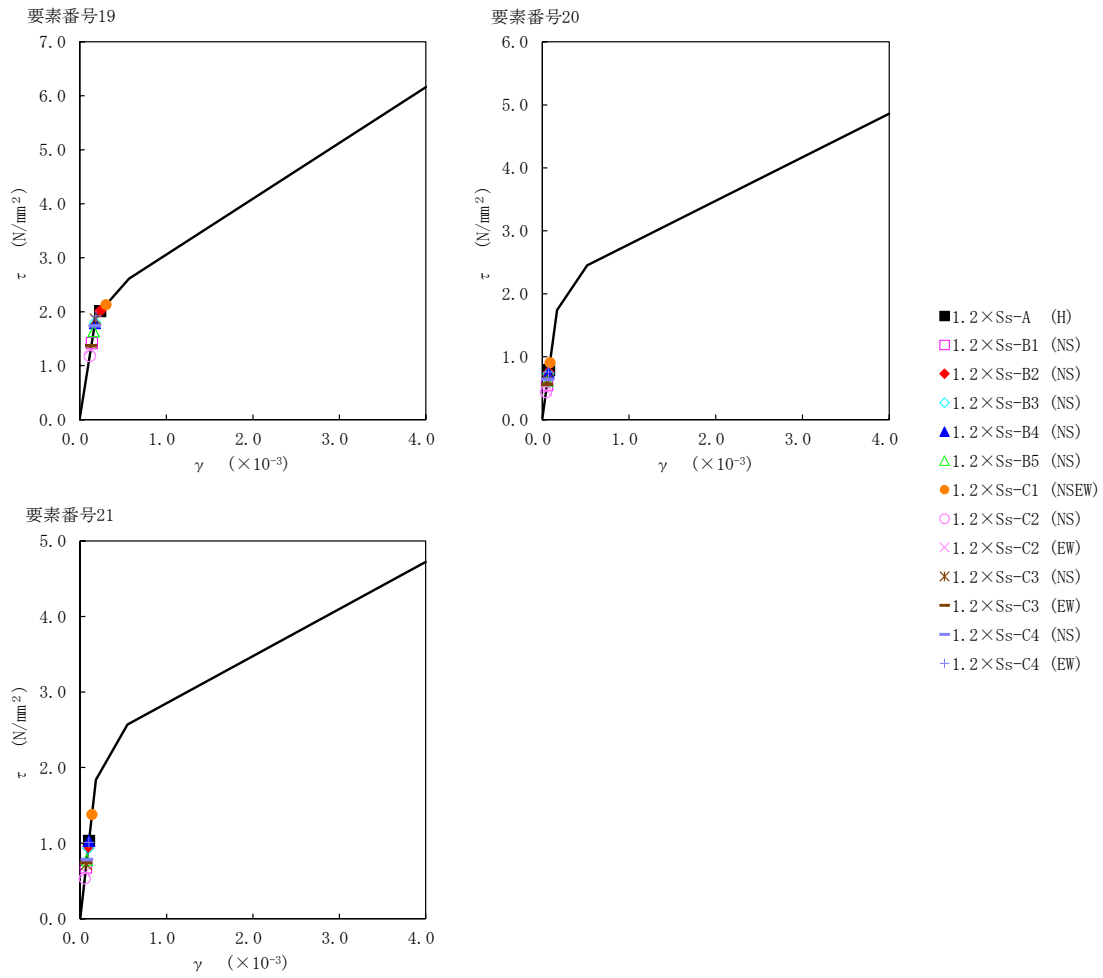 要素番号19
7.0
6.0
5.0
4.0
3.0
2.0
1.0
0.0
τ (N/mm²)
0.0 1.0 2.0 3.0 4.0
γ (×10⁻³)
要素番号20
6.0
5.0
4.0
3.0
2.0
1.0
0.0
τ (N/mm²)
0.0 1.0 2.0 3.0 4.0
γ (×10⁻³)
要素番号21
5.0
4.0
3.0
2.0
1.0
0.0
τ (N/mm²)
0.0 1.0 2.0 3.0 4.0
γ (×10⁻³)
1.2×Ss-A (H)
1.2×Ss-B1 (NS)
1.2×Ss-B2 (NS)
1.2×Ss-B3 (NS)
1.2×Ss-B4 (NS)
1.2×Ss-B5 (NS)
1.2×Ss-C1 (NSEW)
1.2×Ss-C2 (NS)
1.2×Ss-C2 (EW)
1.2×Ss-C3 (NS)
1.2×Ss-C3 (EW)
1.2×Ss-C4 (NS)
1.2×Ss-C4 (EW)